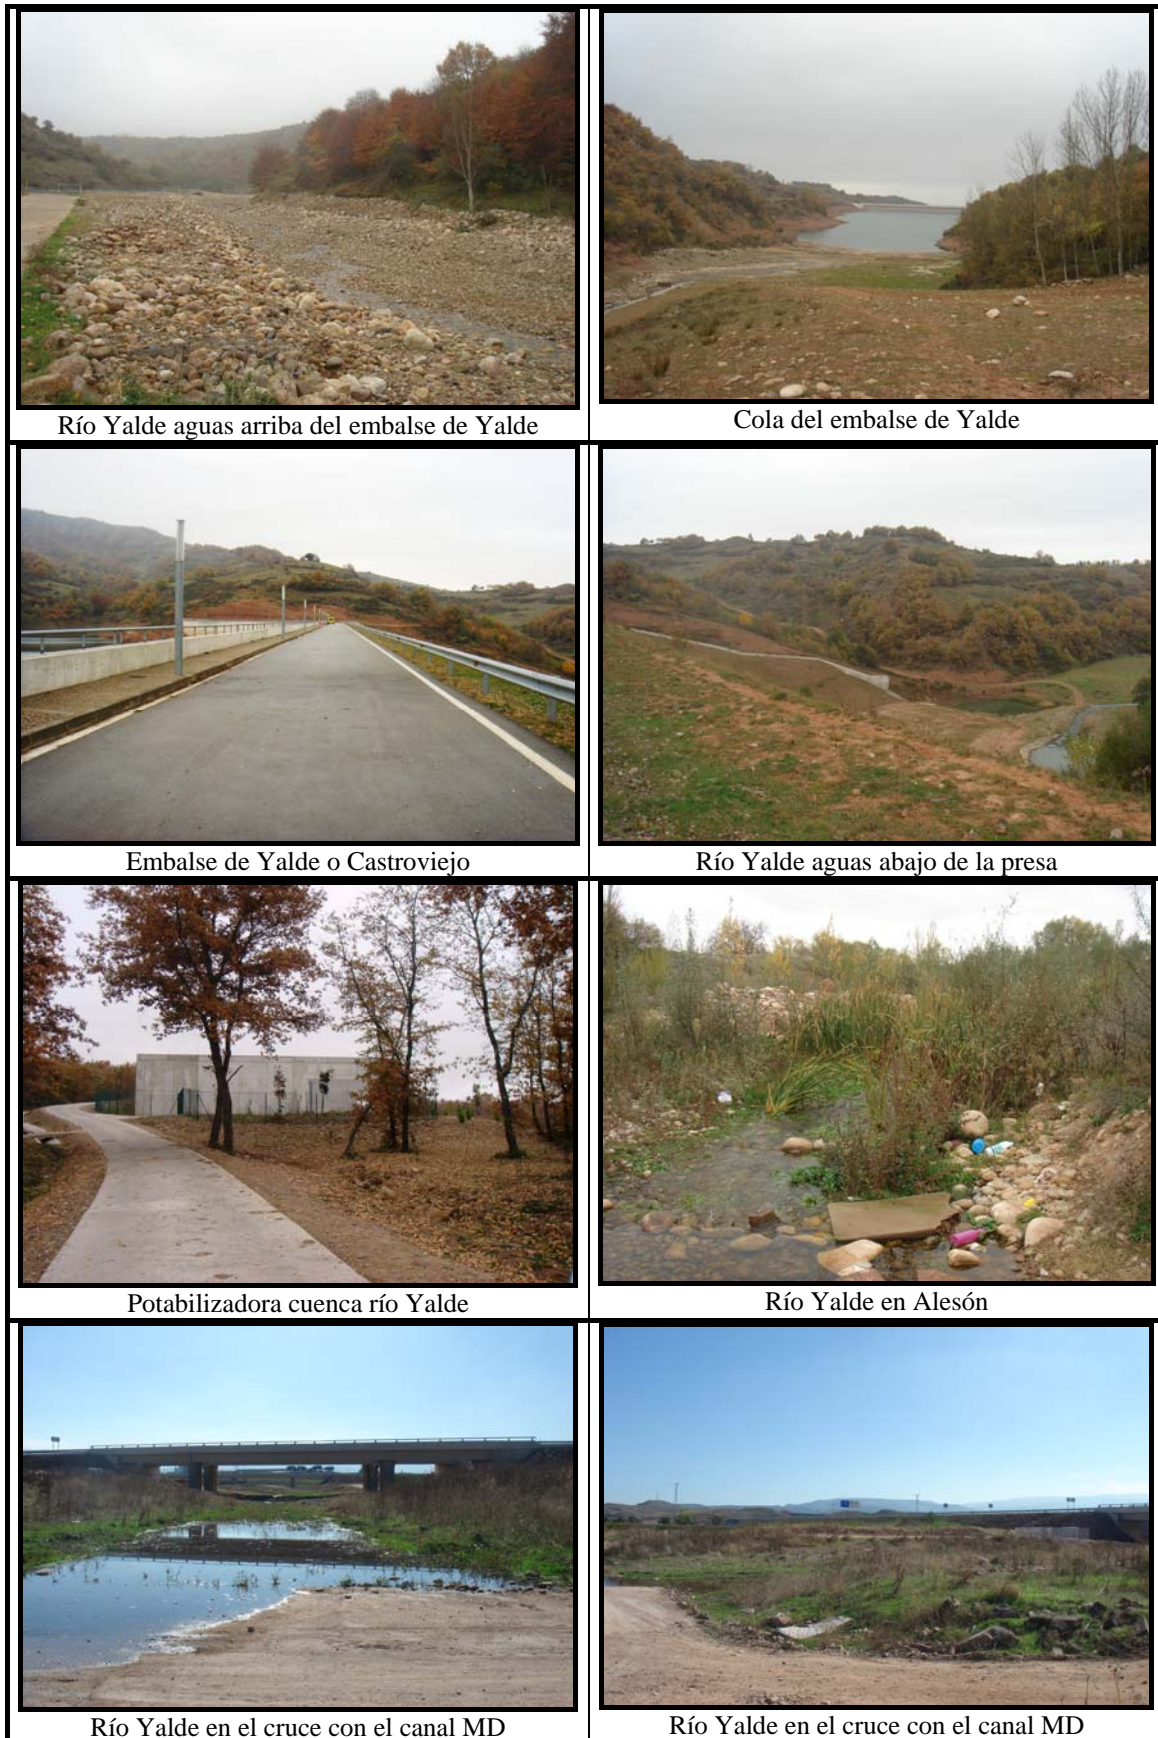 Río Yalde aguas arriba del embalse de Yalde
Cola del embalse de Yalde
Embalse de Yalde o Castroviejo
Río Yalde aguas abajo de la presa
Potabilizadora cuenca río Yalde
Río Yalde en Alesón
Río Yalde en el cruce con el canal MD
Río Yalde en el cruce con el canal MD